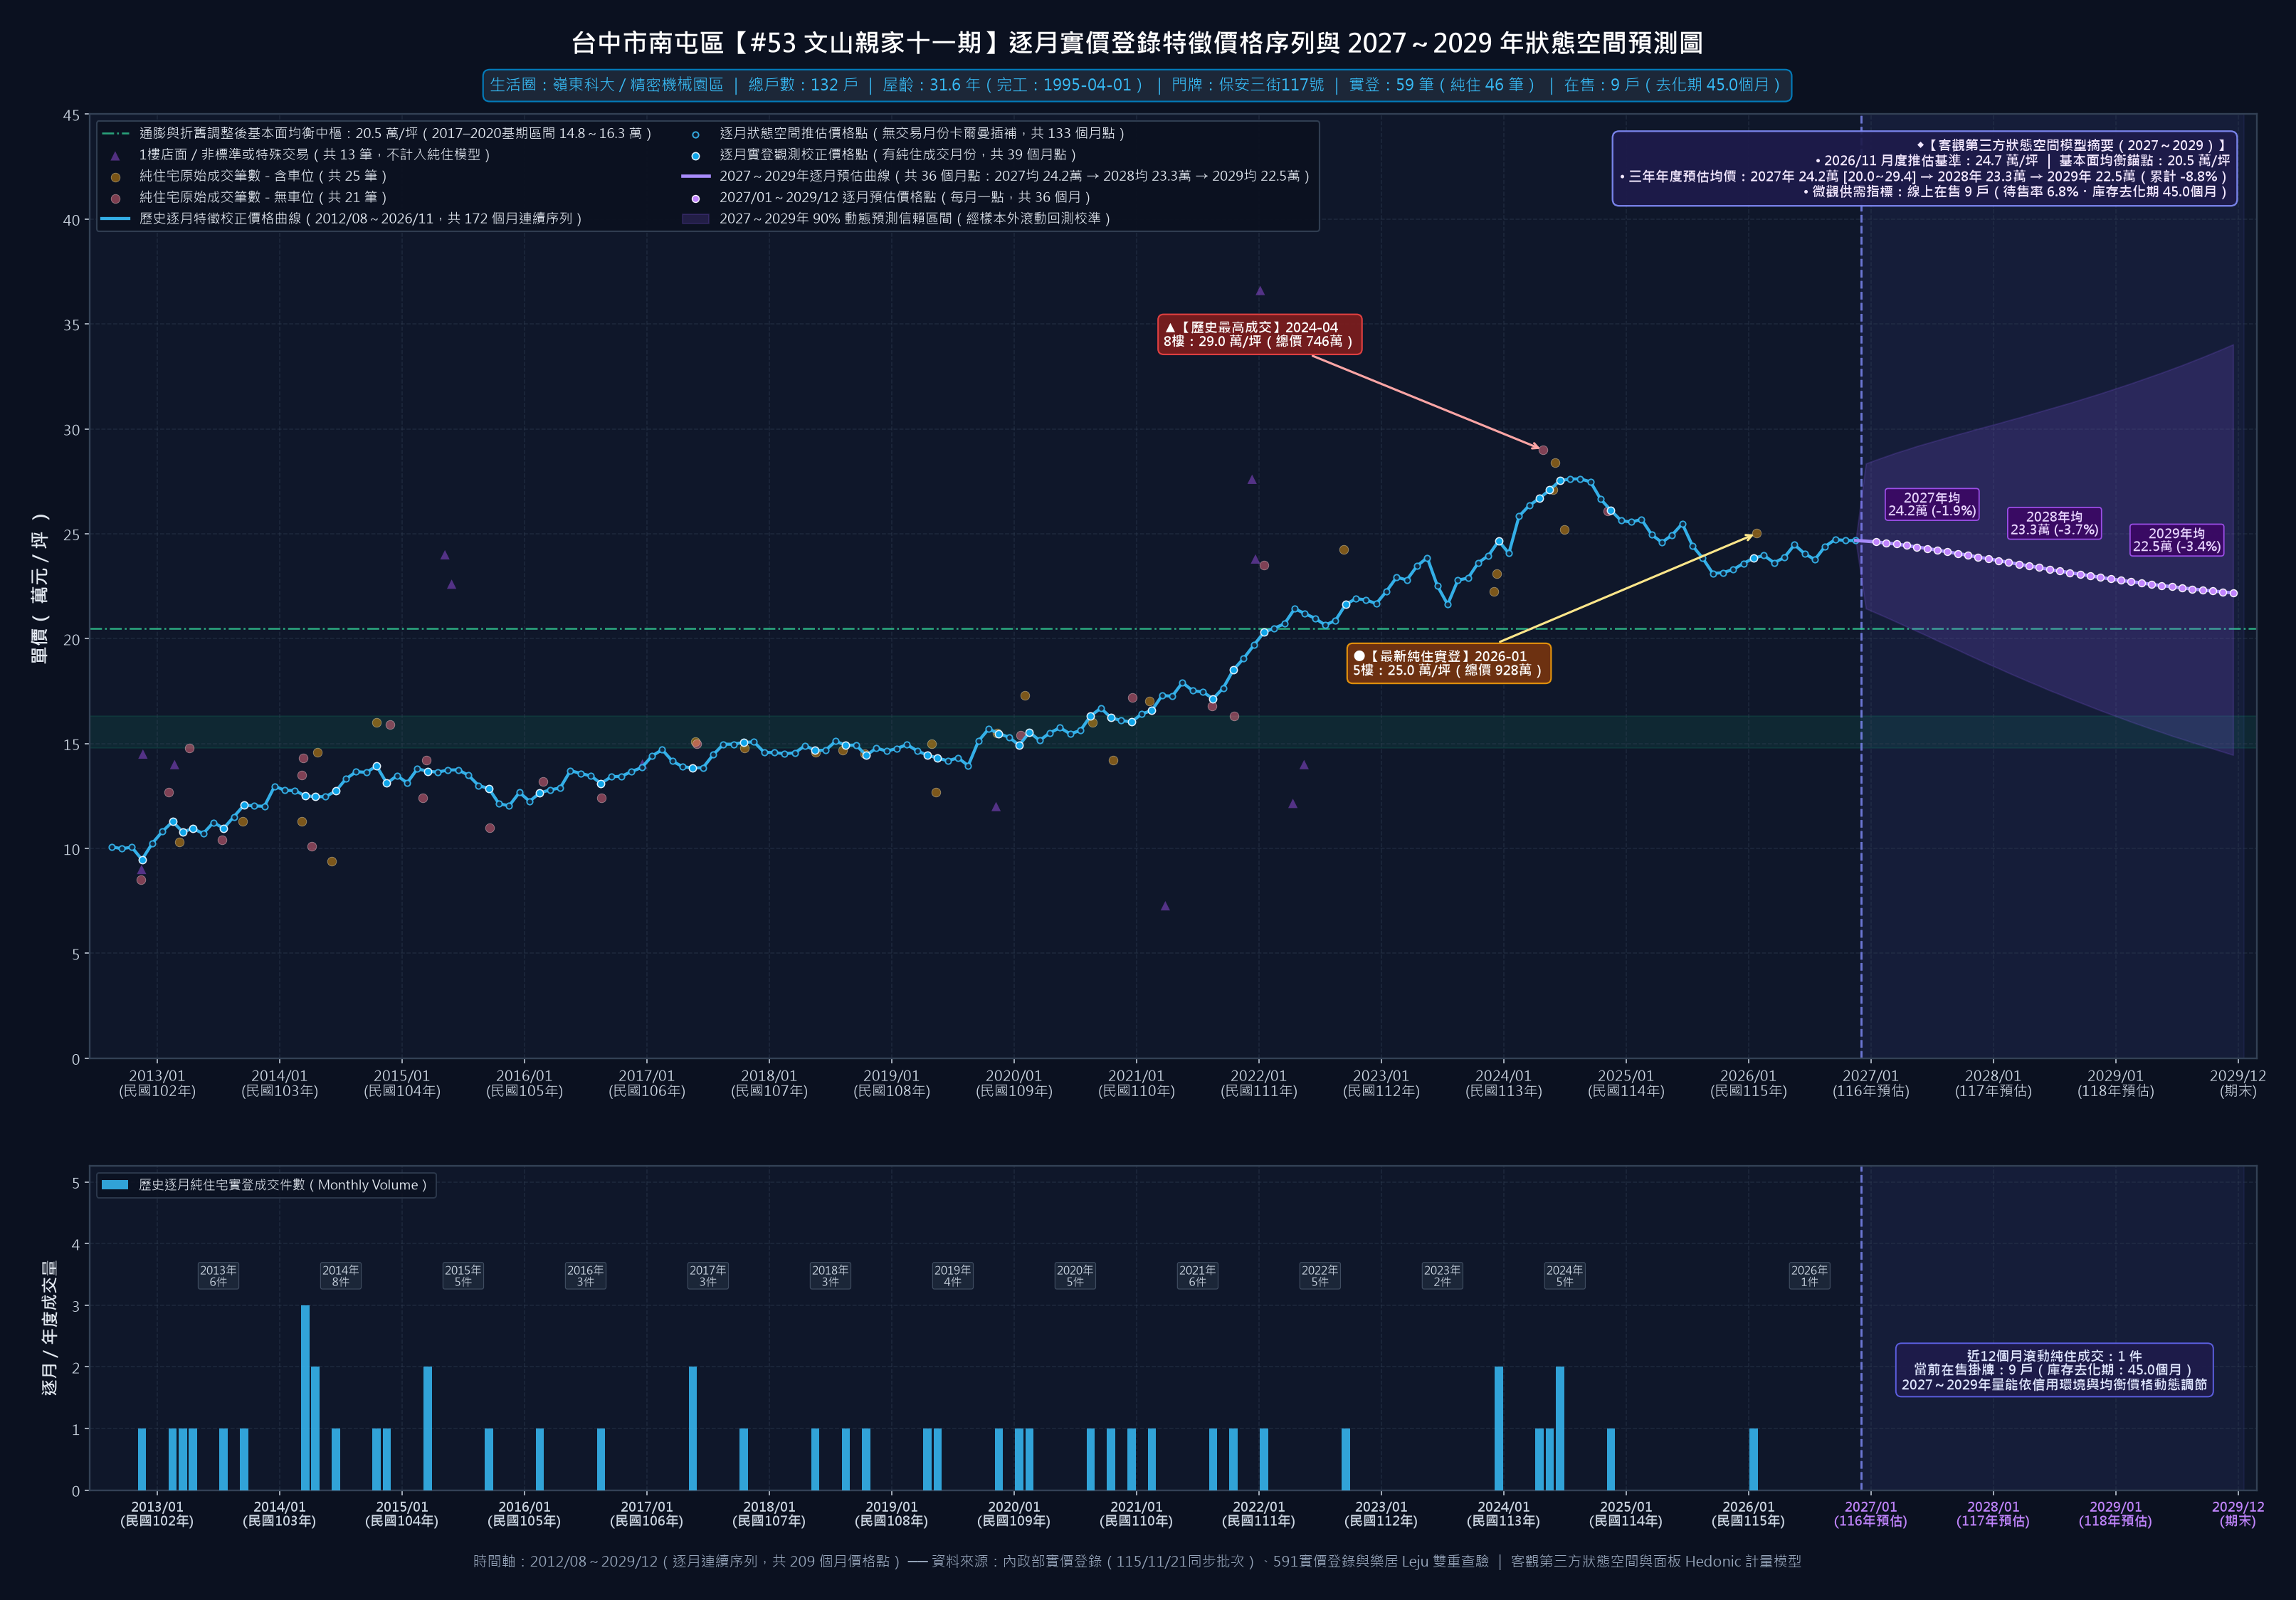 台中市南屯區【#53 文山親家十一期】逐月實價登錄特徵價格序列與 2027～2029 年狀態空間預測圖
生活圈：嶺東科大 / 精密機械園區 ｜ 總戶數：132 戶 ｜ 屋齡：31.6 年（完工：1995-04-01） ｜ 門牌：保安三街117號 ｜ 實登：59 筆（純住 46 筆） ｜ 在售：9 戶（去化期 45.0個月）
通膨與折舊調整後基本面均衡中樞：20.5 萬/坪（2017–2020基期區間 14.8～16.3 萬）
1樓店面 / 非標準或特殊交易（共 13 筆，不計入純住模型）
純住宅原始成交筆數 - 含車位（共 25 筆）
純住宅原始成交筆數 - 無車位（共 21 筆）
歷史逐月特徵校正價格曲線（2012/08～2026/11，共 172 個月連續序列）
逐月狀態空間推估價格點（無交易月份卡爾曼插補，共 133 個月點）
逐月實登觀測校正價格點（有純住成交月份，共 39 個月點）
2027～2029年逐月預估曲線（共 36 個月點：2027均 24.2萬 → 2028均 23.3萬 → 2029均 22.5萬）
2027/01～2029/12 逐月預估價格點（每月一點，共 36 個月）
2027～2029年 90% 動態預測信賴區間（經樣本外滾動回測校準）
◆【客觀第三方狀態空間模型摘要（2027～2029）】
• 2026/11 月度推估基準：24.7 萬/坪 ｜ 基本面均衡錨點：20.5 萬/坪
• 三年年度預估均價：2027年 24.2萬 [20.0~29.4] → 2028年 23.3萬 → 2029年 22.5萬（累計 -8.8%）
• 微觀供需指標：線上在售 9 戶（待售率 6.8%．庫存去化期 45.0個月）
單價（萬元 / 坪）
45
40
35
30
25
20
15
10
5
0
▲【歷史最高成交】2024-04
8樓：29.0 萬/坪（總價 746萬）
●【最新純住實登】2026-01
5樓：25.0 萬/坪（總價 928萬）
2027年均
24.2萬 (-1.9%)
2028年均
23.3萬 (-3.7%)
2029年均
22.5萬 (-3.4%)
2013/01 2014/01 2015/01 2016/01 2017/01 2018/01 2019/01 2020/01 2021/01 2022/01 2023/01 2024/01 2025/01 2026/01 2027/01 2028/01 2029/01 2029/12
(民國102年) (民國103年) (民國104年) (民國105年) (民國106年) (民國107年) (民國108年) (民國109年) (民國110年) (民國111年) (民國112年) (民國113年) (民國114年) (民國115年) (116年預估) (117年預估) (118年預估) (期末)
逐月 / 年度成交量
歷史逐月純住宅實登成交件數（Monthly Volume）
5
4
3
2
1
0
2013年 2014年 2015年 2016年 2017年 2018年 2019年 2020年 2021年 2022年 2023年 2024年 2026年
6件 8件 5件 3件 3件 3件 4件 5件 6件 5件 2件 5件 1件
近12個月滾動純住成交：1 件
當前在售掛牌：9 戶（庫存去化期：45.0個月）
2027～2029年量能依信用環境與均衡價格動態調節
2013/01 2014/01 2015/01 2016/01 2017/01 2018/01 2019/01 2020/01 2021/01 2022/01 2023/01 2024/01 2025/01 2026/01 2027/01 2028/01 2029/01 2029/12
(民國102年) (民國103年) (民國104年) (民國105年) (民國106年) (民國107年) (民國108年) (民國109年) (民國110年) (民國111年) (民國112年) (民國113年) (民國114年) (民國115年) (116年預估) (117年預估) (118年預估) (期末)
時間軸：2012/08～2029/12（逐月連續序列，共 209 個月價格點） ── 資料來源：內政部實價登錄（115/11/21同步批次）、591實價登錄與樂居 Leju 雙重查驗 ｜ 客觀第三方狀態空間與面板 Hedonic 計量模型